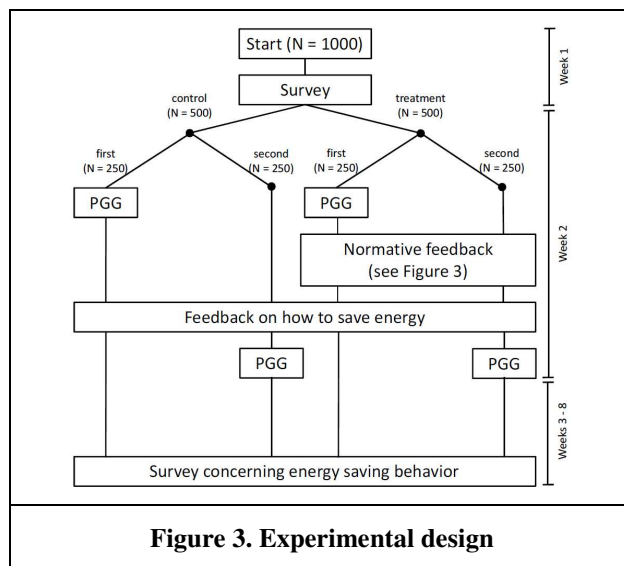 Start (N = 1000)
Survey
Week 1
control
(N = 500)
treatment
(N = 500)
first
(N = 250)
second
(N = 250)
first
(N = 250)
second
(N = 250)
PGG
PGG
Normative feedback
(see Figure 3)
Week 2
Feedback on how to save energy
PGG
PGG
Weeks 3 - 8
Survey concerning energy saving behavior
Figure 3. Experimental design